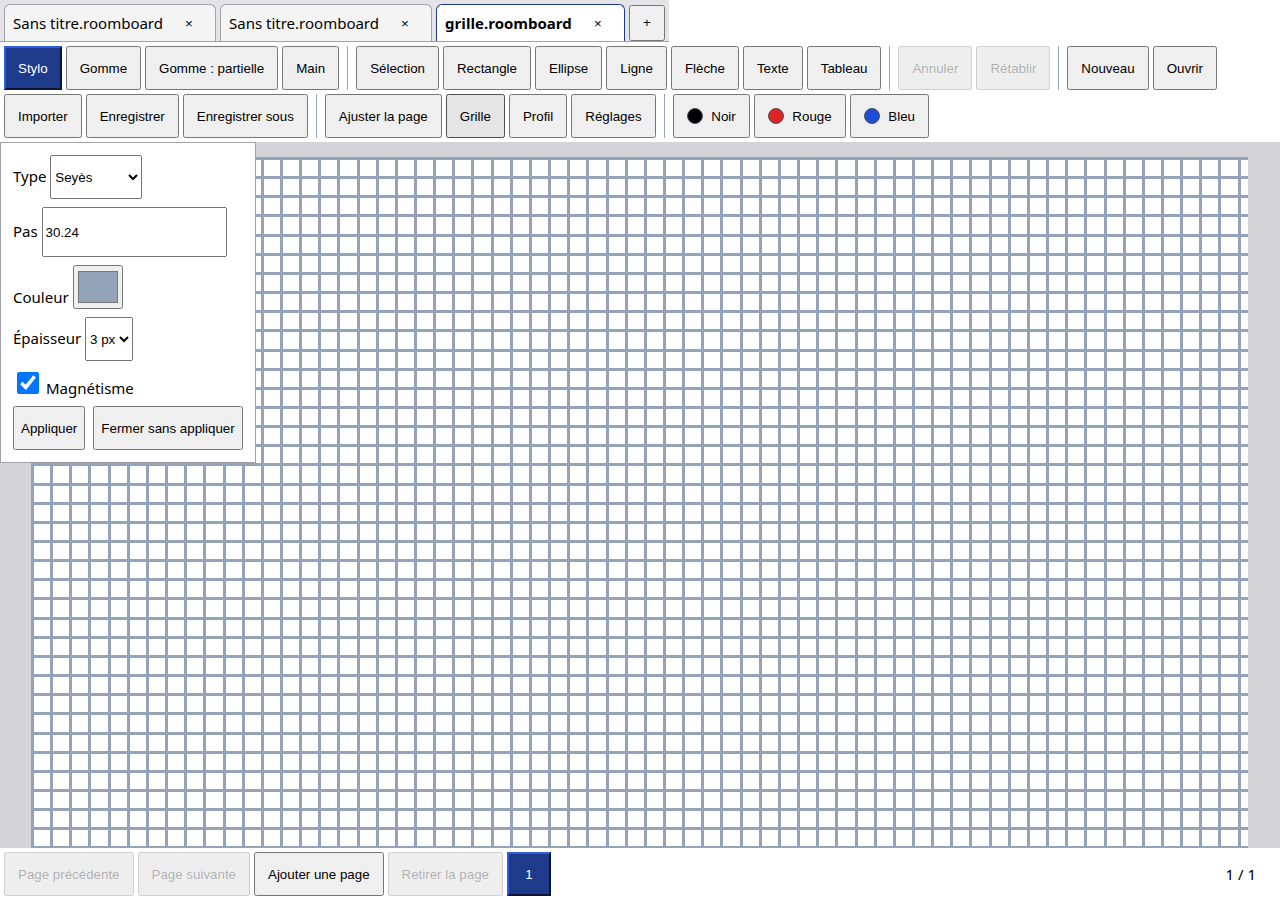 Sans titre.roomboard × Sans titre.roomboard × grille.roomboard × +
Stylo Gomme Gomme : partielle Main Sélection Rectangle Ellipse Ligne Flèche Texte Tableau Annuler Rétablir Nouveau Ouvrir
Importer Enregistrer Enregistrer sous Ajuster la page Grille Profil Réglages Noir Rouge Bleu
Type Seyès
Pas 30.24
Couleur
Épaisseur 3 px
Magnétisme
Appliquer Fermer sans appliquer
Page précédente Page suivante Ajouter une page Retirer la page 1 1 / 1